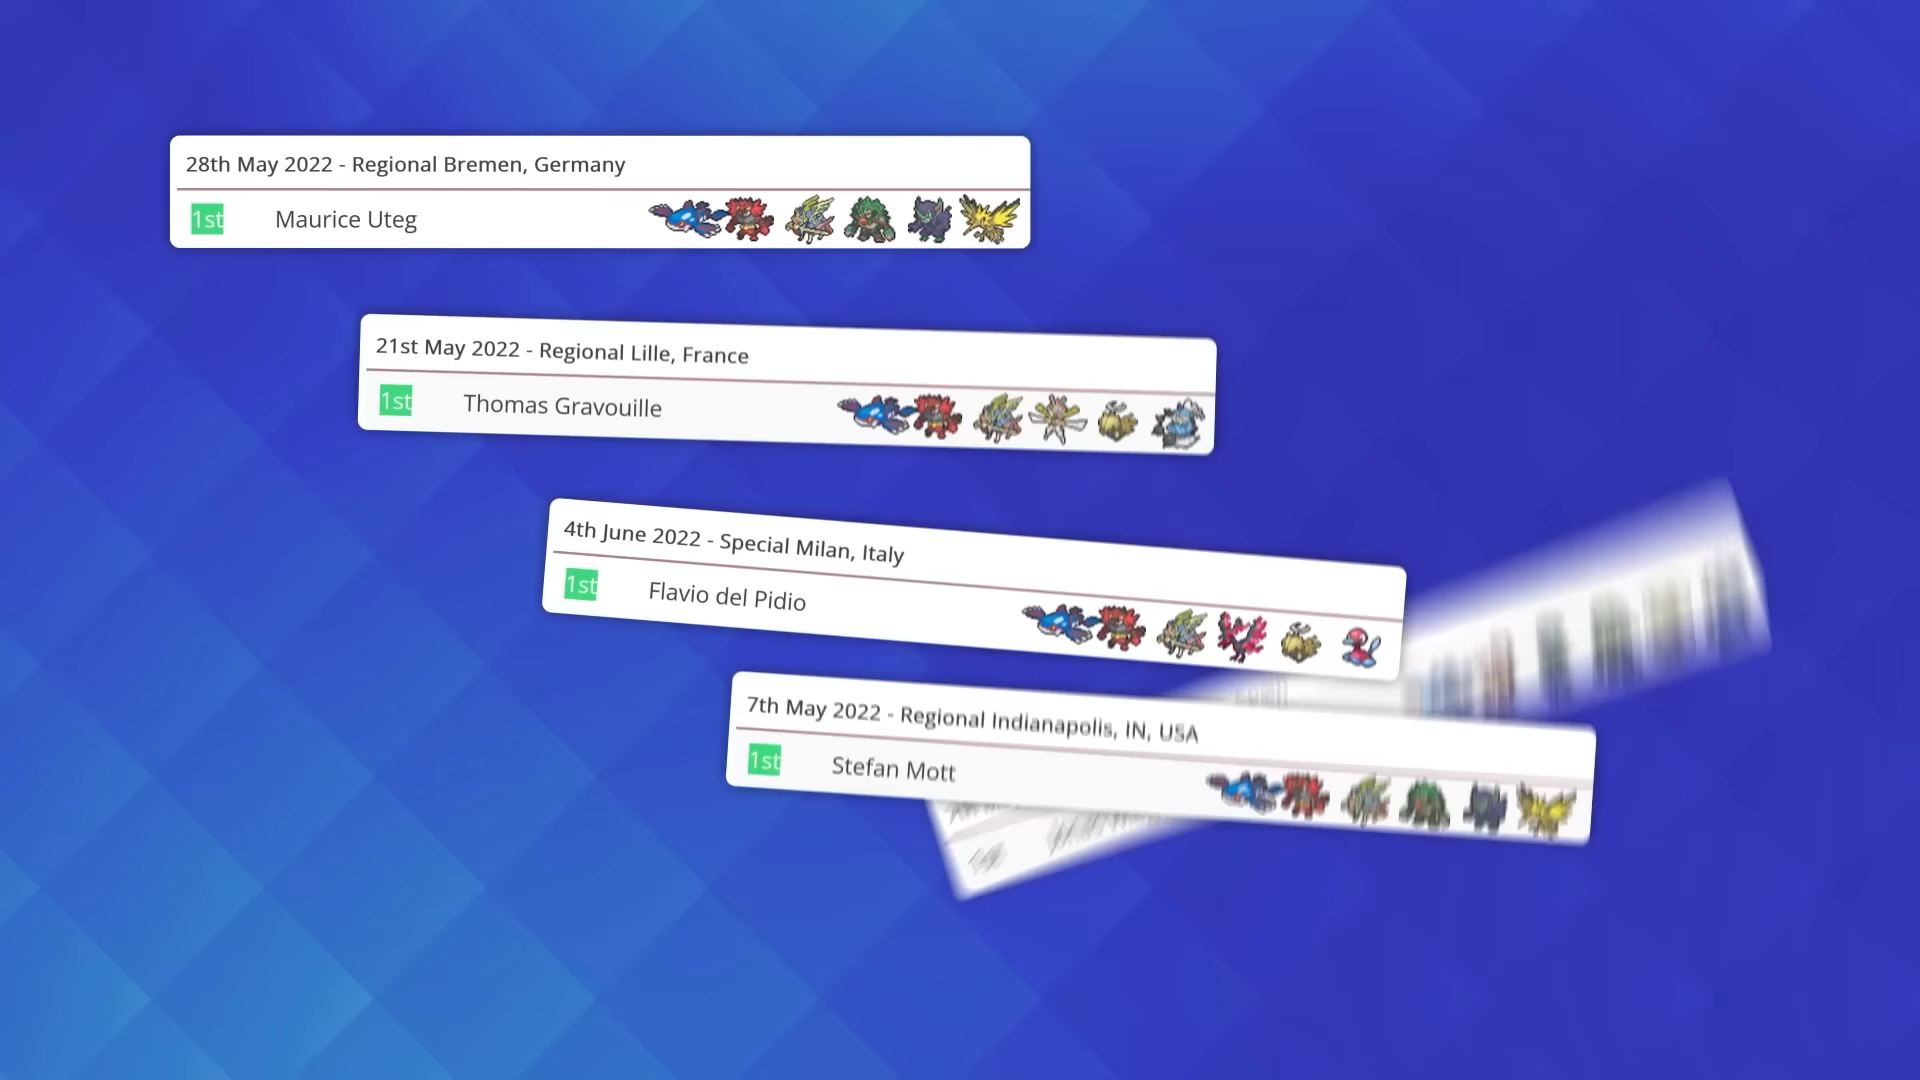 28th May 2022 - Regional Bremen, Germany
1st Maurice Uteg
21st May 2022 - Regional Lille, France
1st Thomas Gravouille
4th June 2022 - Special Milan, Italy
1st Flavio del Pidio
7th May 2022 - Regional Indianapolis, IN, USA
1st Stefan Mott